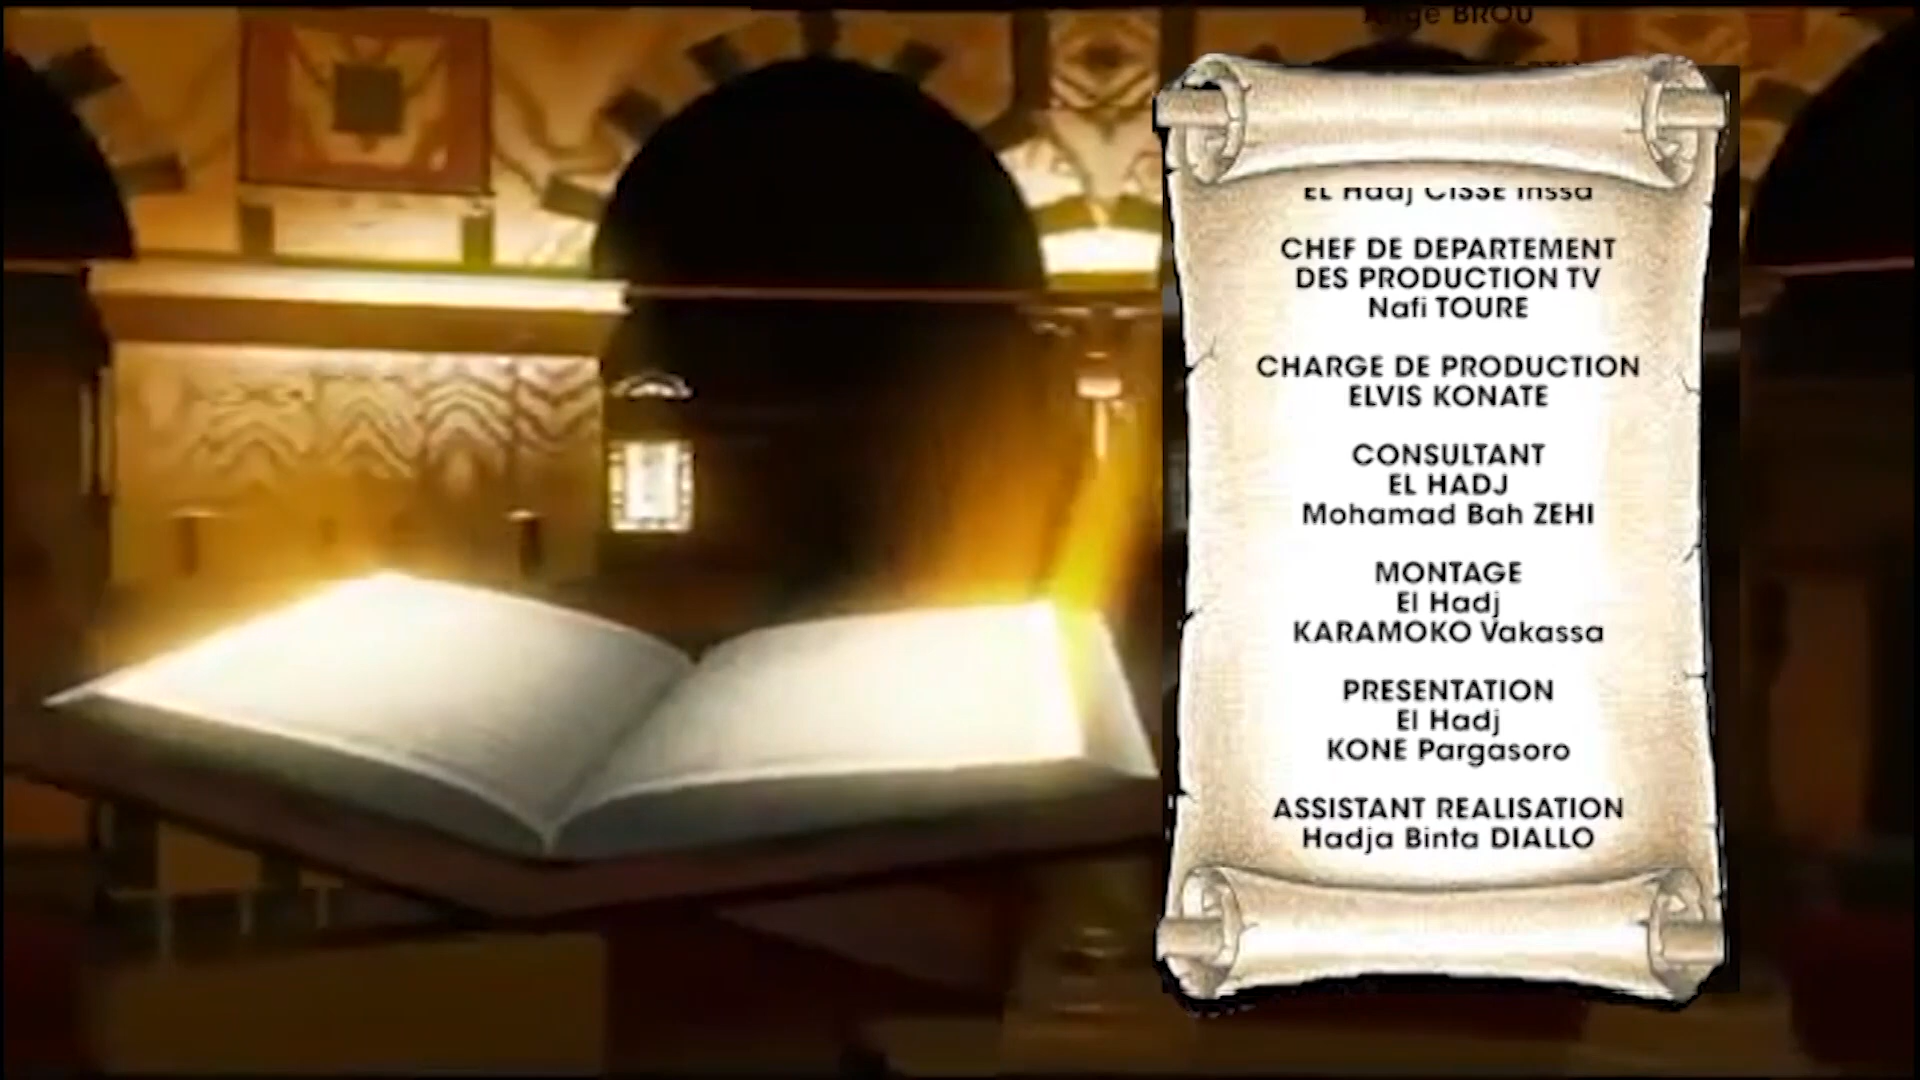 Ange BROU
EL Hadj CISSE Inssa
CHEF DE DEPARTEMENT
DES PRODUCTION TV
Nafi TOURE
CHARGE DE PRODUCTION
ELVIS KONATE
CONSULTANT
EL HADJ
Mohamad Bah ZEHI
MONTAGE
El Hadj
KARAMOKO Vakassa
PRESENTATION
El Hadj
KONE Pargasoro
ASSISTANT REALISATION
Hadja Binta DIALLO